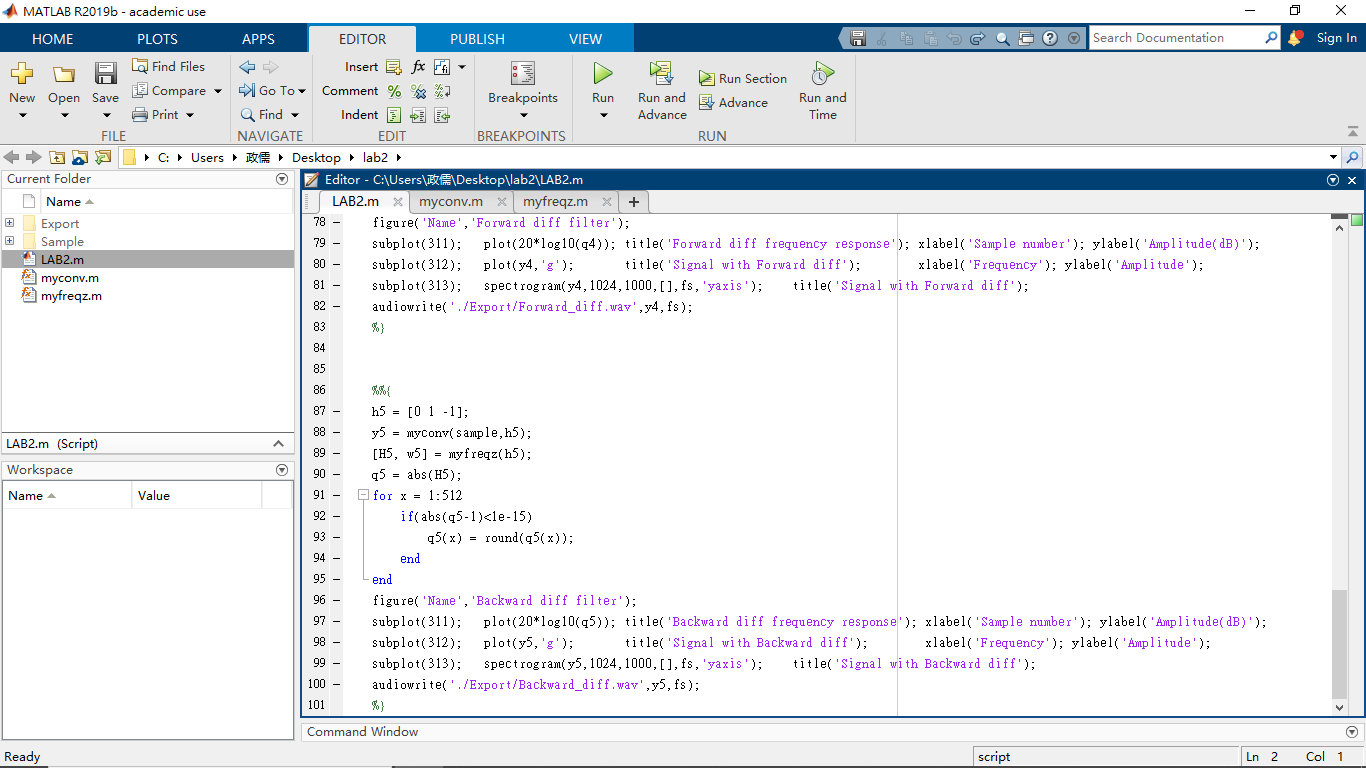 MATLAB R2019b - academic use
HOME PLOTS APPS EDITOR PUBLISH VIEW Search Documentation Sign In
New Open Save Find Files Compare Print
Go To Find
Insert fx
Comment % %
Indent
Breakpoints
Run Run and Advance Run Section Advance Run and Time
FILE NAVIGATE EDIT BREAKPOINTS RUN
C: Users 政儒 Desktop lab2
Current Folder
Name
Export
Sample
LAB2.m
myconv.m
myfreqz.m
LAB2.m (Script)
Workspace
Name Value
Editor - C:\Users\政儒\Desktop\lab2\LAB2.m
LAB2.m myconv.m myfreqz.m +
78 – figure('Name','Forward diff filter');
79 – subplot(311); plot(20*log10(q4)); title('Forward diff frequency response'); xlabel('Sample number'); ylabel('Amplitude(dB)');
80 – subplot(312); plot(y4,'g'); title('Signal with Forward diff'); xlabel('Frequency'); ylabel('Amplitude');
81 – subplot(313); spectrogram(y4,1024,1000,[],fs,'yaxis'); title('Signal with Forward diff');
82 – audiowrite('./Export/Forward_diff.wav',y4,fs);
83 – %}
84
85
86 %%{
87 – h5 = [0 1 -1];
88 – y5 = myconv(sample,h5);
89 – [H5, w5] = myfreqz(h5);
90 – q5 = abs(H5);
91 – for x = 1:512
92 – if(abs(q5-1)<1e-15)
93 – q5(x) = round(q5(x));
94 – end
95 – end
96 – figure('Name','Backward diff filter');
97 – subplot(311); plot(20*log10(q5)); title('Backward diff frequency response'); xlabel('Sample number'); ylabel('Amplitude(dB)');
98 – subplot(312); plot(y5,'g'); title('Signal with Backward diff'); xlabel('Frequency'); ylabel('Amplitude');
99 – subplot(313); spectrogram(y5,1024,1000,[],fs,'yaxis'); title('Signal with Backward diff');
100 – audiowrite('./Export/Backward_diff.wav',y5,fs);
101 %}
Command Window
Ready script Ln 2 Col 1